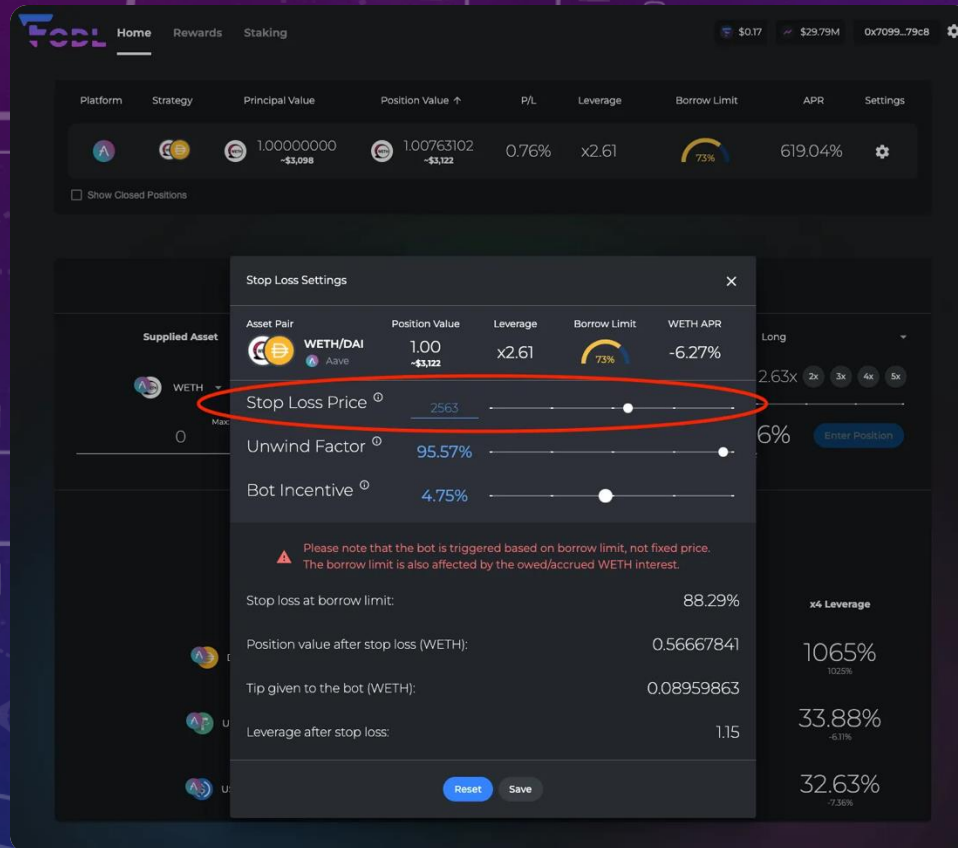 FODL
Home Rewards Staking
$0.17 $29.79M 0x7099...79c8
Platform Strategy Principal Value Position Value ↑ P/L Leverage Borrow Limit APR Settings
WETH 1.00000000 WETH 1.00763102 0.76% x2.61 73% 619.04%
~$3,098 ~$3,122
Show Closed Positions
Stop Loss Settings
Asset Pair Position Value Leverage Borrow Limit WETH APR
WETH/DAI 1.00 x2.61 73% -6.27%
Aave ~$3,122
Stop Loss Price 2563
Unwind Factor 95.57%
Bot Incentive 4.75%
Please note that the bot is triggered based on borrow limit, not fixed price.
The borrow limit is also affected by the owed/accrued WETH interest.
Stop loss at borrow limit: 88.29%
Position value after stop loss (WETH): 0.56667841
Tip given to the bot (WETH): 0.08959863
Leverage after stop loss: 1.15
Reset Save
Supplied Asset
WETH
Max:
0
Long
2.63x 2x 3x 4x 5x
6% Enter Position
x4 Leverage
D 1065%
1025%
U 33.88%
-6.11%
U 32.63%
-7.36%